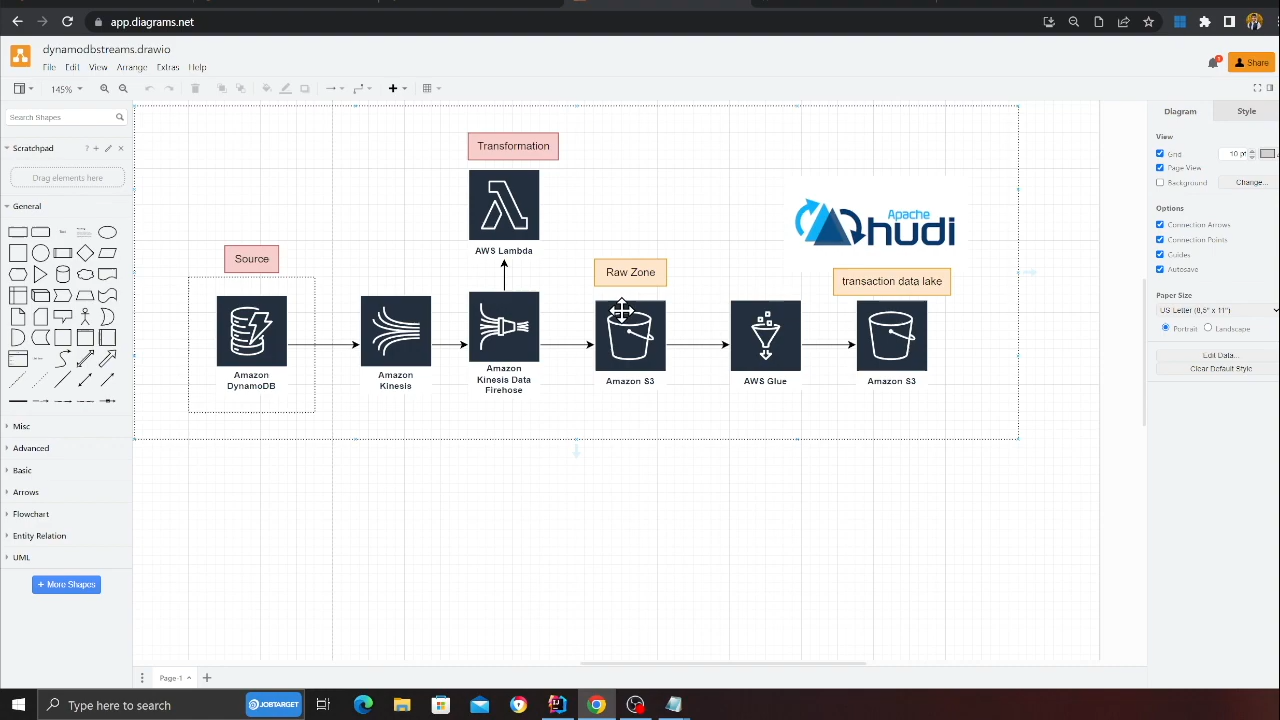 app.diagrams.net
dynamodbstreams.drawio
File Edit View Arrange Extras Help
Share
145%
Search Shapes
Scratchpad
Drag elements here
General
Misc
Advanced
Basic
Arrows
Flowchart
Entity Relation
UML
+ More Shapes
Transformation
AWS Lambda
Source
Amazon
DynamoDB
Amazon
Kinesis
Amazon
Kinesis Data
Firehose
Raw Zone
Amazon S3
AWS Glue
Apache
hudi
transaction data lake
Amazon S3
Diagram Style
View
Grid 10 pt
Page View
Background Change...
Options
Connection Arrows
Connection Points
Guides
Autosave
Paper Size
US-Letter (8,5" x 11")
Portrait Landscape
Edit Data...
Clear Default Style
Page-1
Type here to search
JOBTARGET